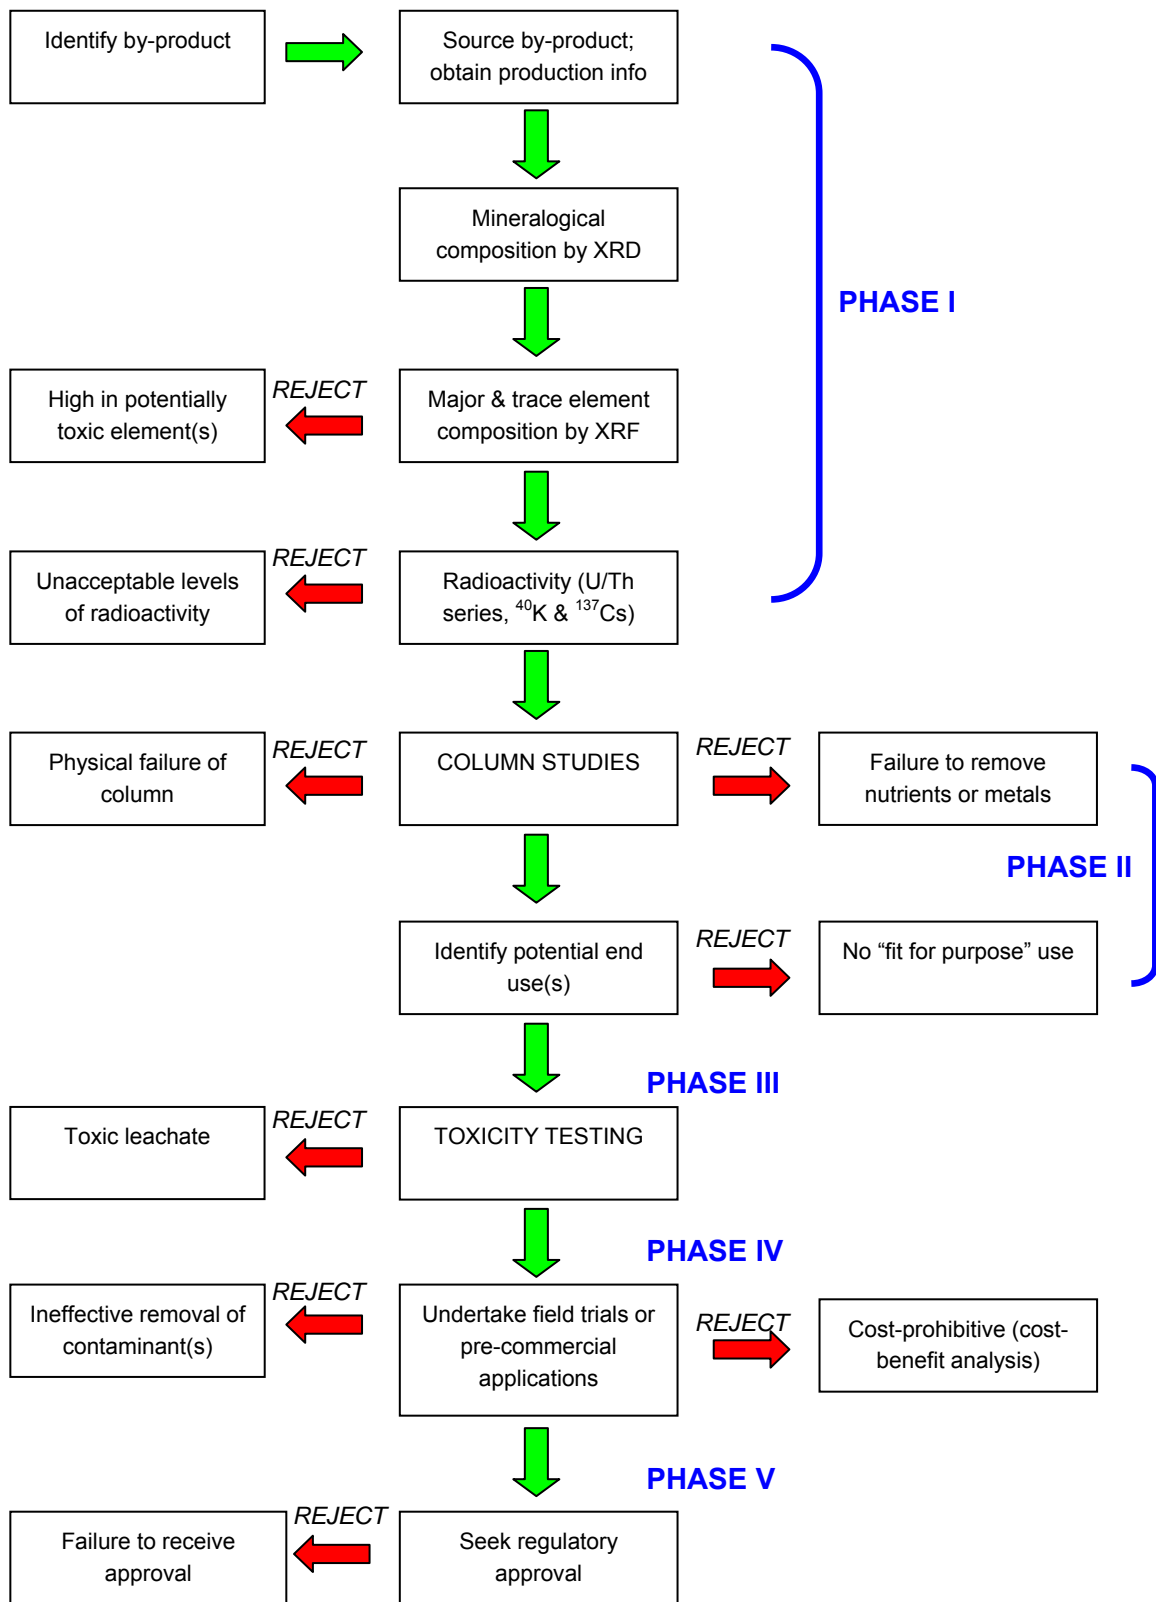 Identify by-product
Source by-product;
obtain production info
Mineralogical
composition by XRD
PHASE I
High in potentially
toxic element(s)
REJECT
Major & trace element
composition by XRF
Unacceptable levels
of radioactivity
REJECT
Radioactivity (U/Th
series, ⁴⁰K & ¹³⁷Cs)
Physical failure of
column
REJECT
COLUMN STUDIES
REJECT
Failure to remove
nutrients or metals
PHASE II
Identify potential end
use(s)
REJECT
No “fit for purpose” use
PHASE III
Toxic leachate
REJECT
TOXICITY TESTING
PHASE IV
Ineffective removal of
contaminant(s)
REJECT
Undertake field trials or
pre-commercial
applications
REJECT
Cost-prohibitive (cost-
benefit analysis)
PHASE V
Failure to receive
approval
REJECT
Seek regulatory
approval